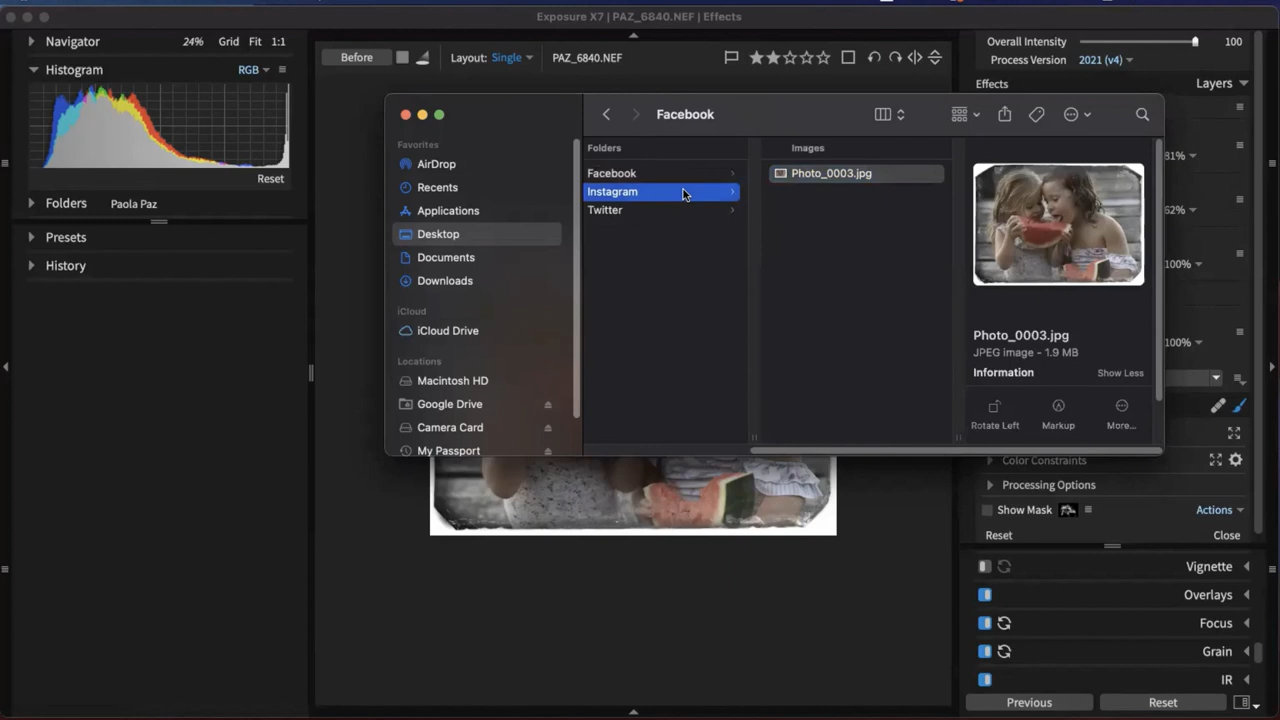 Exposure X7 | PAZ_6840.NEF | Effects
Navigator 24% Grid Fit 1:1
Histogram RGB
Reset
Folders Paola Paz
Presets
History
Before Layout: Single PAZ_6840.NEF
Facebook
Favorites
AirDrop
Recents
Applications
Desktop
Documents
Downloads
iCloud
iCloud Drive
Locations
Macintosh HD
Google Drive
Camera Card
My Passport
Folders
Facebook
Instagram
Twitter
Images
Photo_0003.jpg
Photo_0003.jpg
JPEG image - 1.9 MB
Information Show Less
Rotate Left Markup More...
Overall Intensity 100
Process Version 2021 (v4)
Effects Layers
81%
62%
100%
100%
Color Constraints
Processing Options
Show Mask Actions
Reset Close
Vignette
Overlays
Focus
Grain
IR
Previous Reset